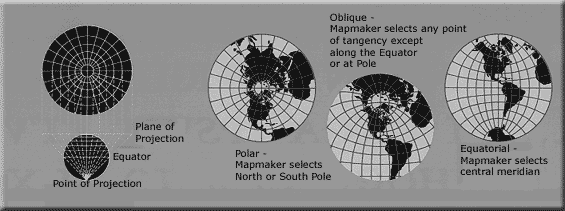 Oblique -
Mapmaker selects any point
of tangency except
along the Equator
or at Pole
Plane of
Projection
Equator
Point of Projection
Polar -
Mapmaker selects
North or South Pole
Equatorial -
Mapmaker selects
central meridian